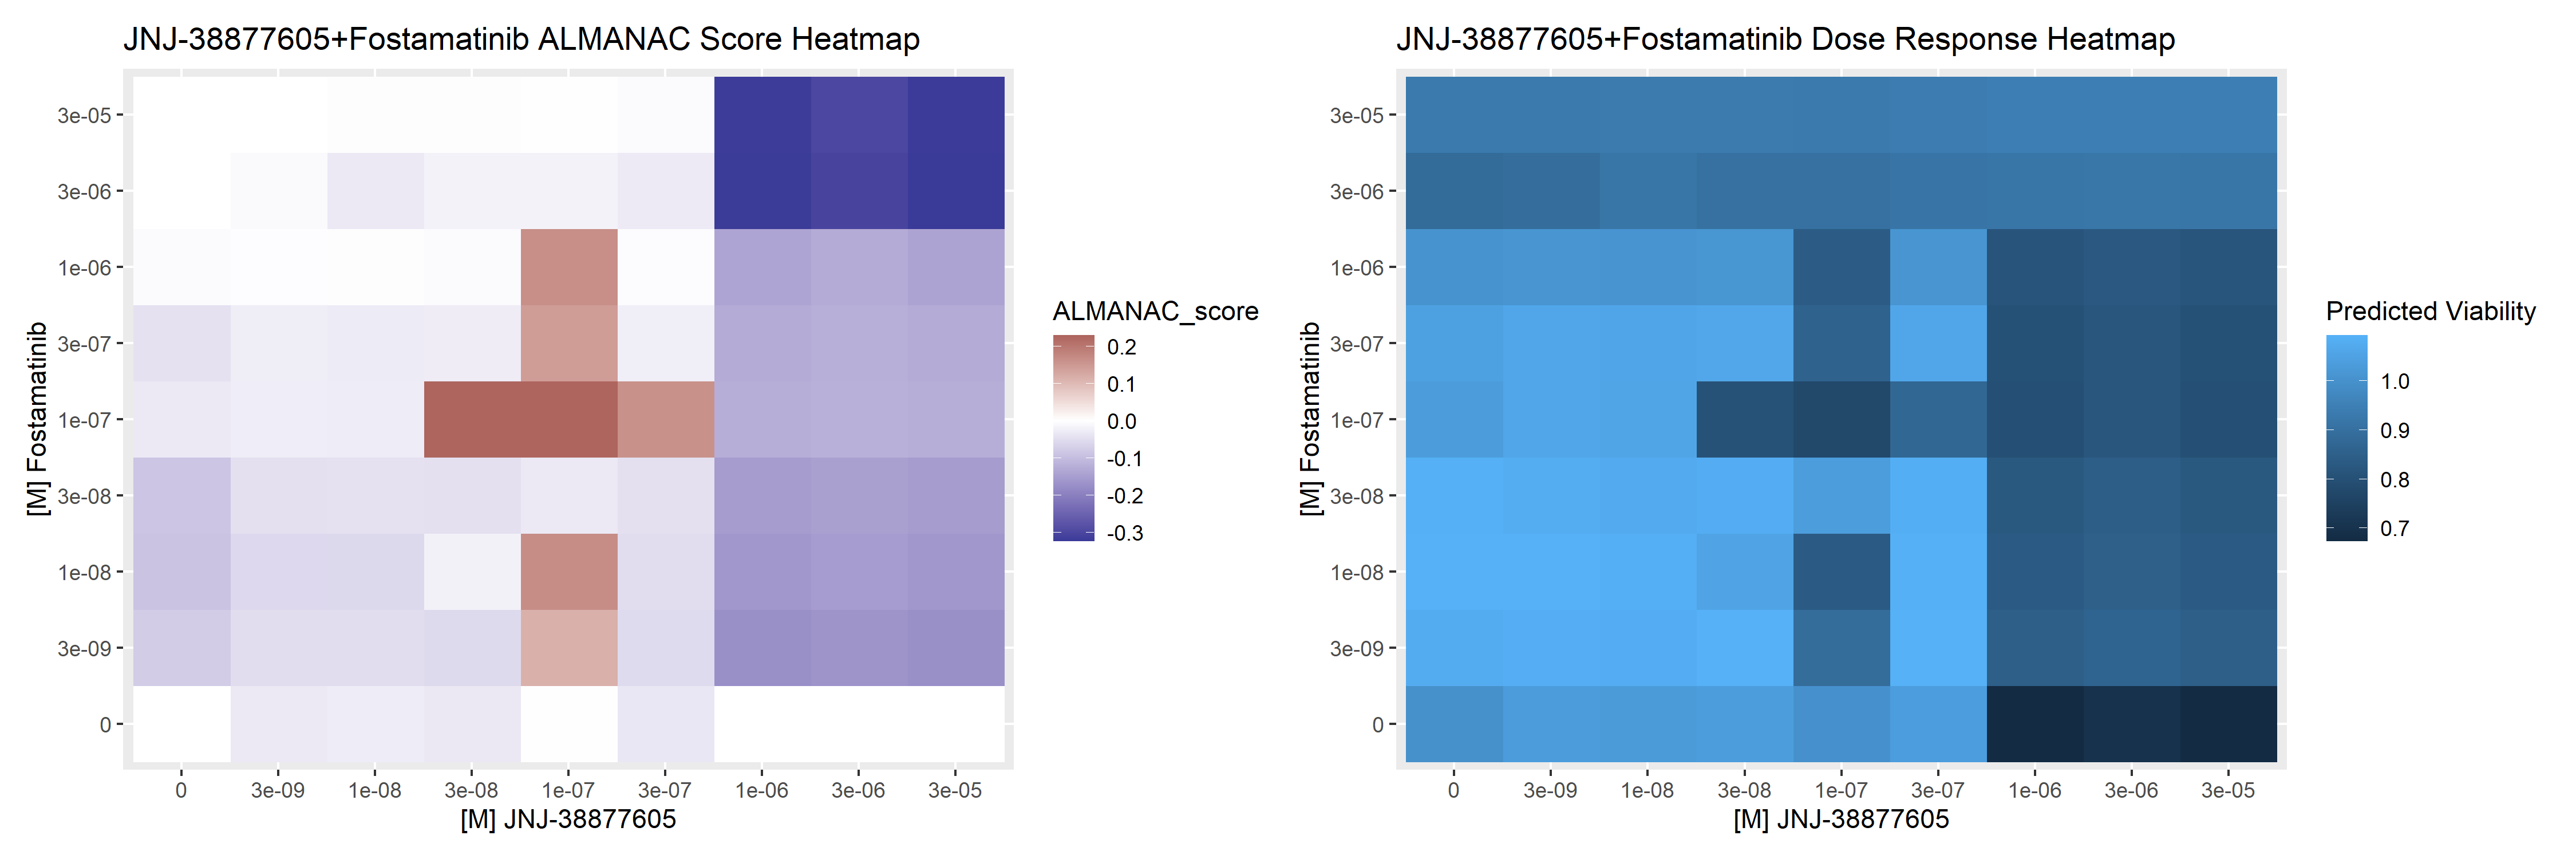 JNJ-38877605+Fostamatinib ALMANAC Score Heatmap
[M] Fostamatinib
3e-05
3e-06
1e-06
3e-07
1e-07
3e-08
1e-08
3e-09
0
0 3e-09 1e-08 3e-08 1e-07 3e-07 1e-06 3e-06 3e-05
[M] JNJ-38877605
ALMANAC_score
0.2
0.1
0.0
-0.1
-0.2
-0.3
JNJ-38877605+Fostamatinib Dose Response Heatmap
[M] Fostamatinib
3e-05
3e-06
1e-06
3e-07
1e-07
3e-08
1e-08
3e-09
0
0 3e-09 1e-08 3e-08 1e-07 3e-07 1e-06 3e-06 3e-05
[M] JNJ-38877605
Predicted Viability
1.0
0.9
0.8
0.7